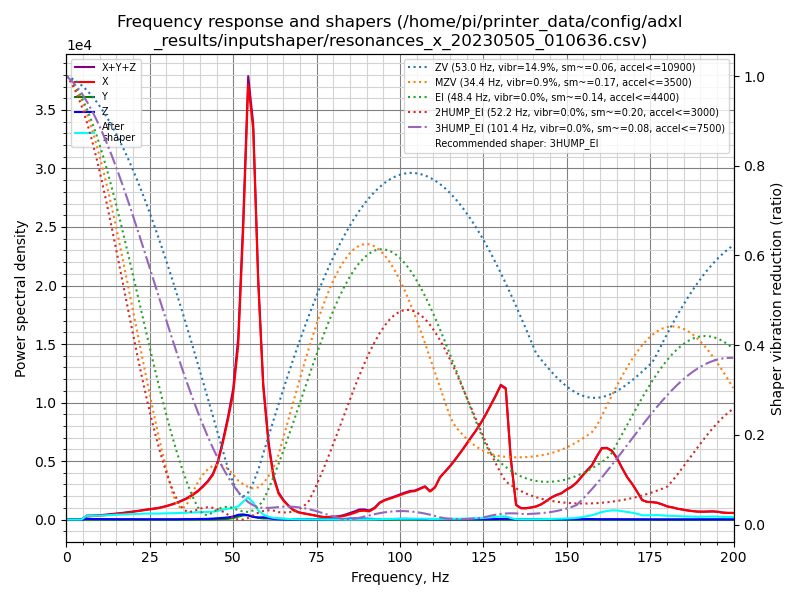 Frequency response and shapers (/home/pi/printer_data/config/adxl
_results/inputshaper/resonances_x_20230505_010636.csv)
1e4
X+Y+Z
X
Y
Z
After
shaper
ZV (53.0 Hz, vibr=14.9%, sm~=0.06, accel<=10900)
MZV (34.4 Hz, vibr=0.9%, sm~=0.17, accel<=3500)
EI (48.4 Hz, vibr=0.0%, sm~=0.14, accel<=4400)
2HUMP_EI (52.2 Hz, vibr=0.0%, sm~=0.20, accel<=3000)
3HUMP_EI (101.4 Hz, vibr=0.0%, sm~=0.08, accel<=7500)
Recommended shaper: 3HUMP_EI
Power spectral density
3.5
3.0
2.5
2.0
1.5
1.0
0.5
0.0
1.0
0.8
0.6
0.4
0.2
0.0
Shaper vibration reduction (ratio)
0 25 50 75 100 125 150 175 200
Frequency, Hz